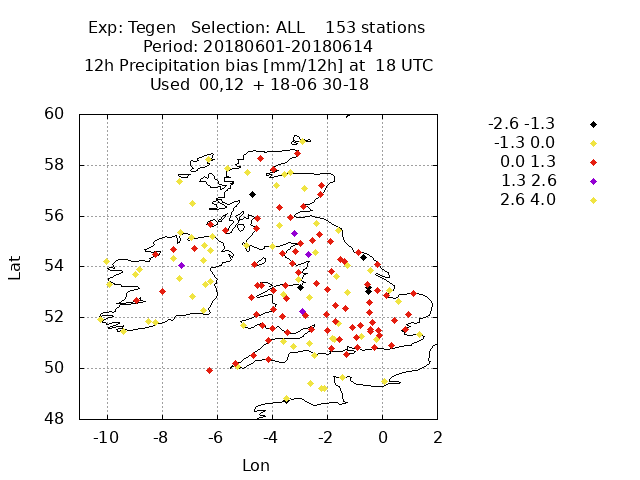 Exp: Tegen Selection: ALL 153 stations
Period: 20180601-20180614
12h Precipitation bias [mm/12h] at 18 UTC
Used 00,12 + 18-06 30-18
60
58
56
54
52
50
48
-10 -8 -6 -4 -2 0 2
Lat
Lon
-2.6 -1.3
-1.3 0.0
0.0 1.3
1.3 2.6
2.6 4.0